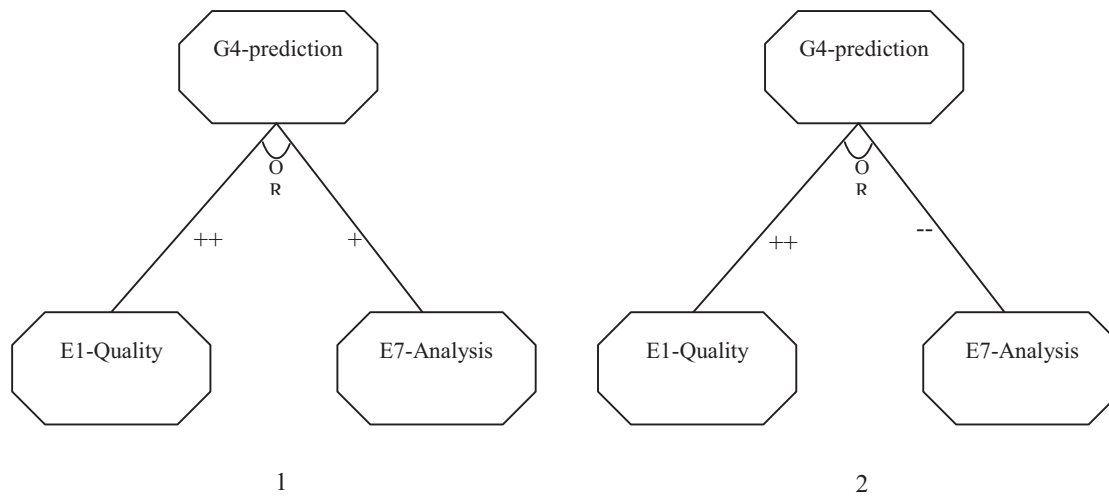 G4-prediction
O
R
++
+
E1-Quality
E7-Analysis
1
G4-prediction
O
R
++
--
E1-Quality
E7-Analysis
2